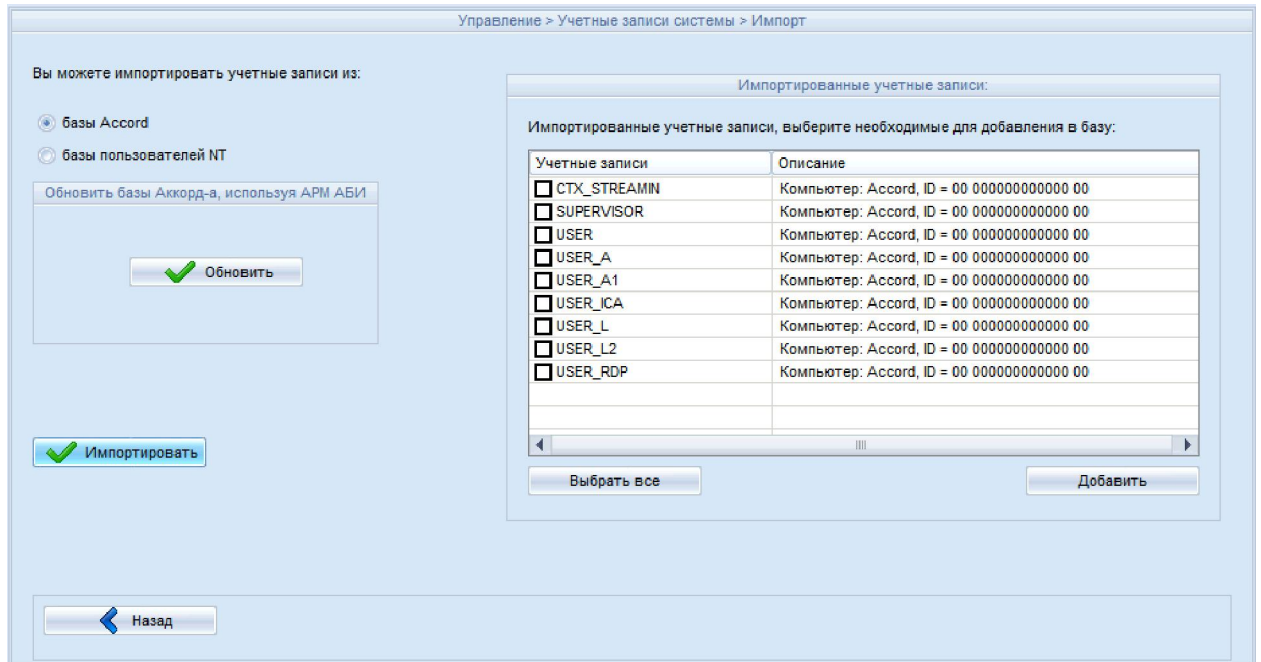 Управление > Учетные записи системы > Импорт
Вы можете импортировать учетные записи из:
базы Accord
базы пользователей NT
Обновить базы Аккорд-а, используя АРМ АБИ
Обновить
Импортировать
Импортированные учетные записи:
Импортированные учетные записи, выберите необходимые для добавления в базу:
Учетные записи Описание
CTX_STREAMIN Компьютер: Accord, ID = 00 000000000000 00
SUPERVISOR Компьютер: Accord, ID = 00 000000000000 00
USER Компьютер: Accord, ID = 00 000000000000 00
USER_A Компьютер: Accord, ID = 00 000000000000 00
USER_A1 Компьютер: Accord, ID = 00 000000000000 00
USER_ICA Компьютер: Accord, ID = 00 000000000000 00
USER_L Компьютер: Accord, ID = 00 000000000000 00
USER_L2 Компьютер: Accord, ID = 00 000000000000 00
USER_RDP Компьютер: Accord, ID = 00 000000000000 00
Выбрать все Добавить
Назад